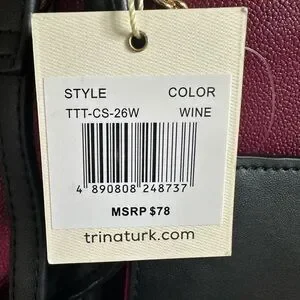 STYLE COLOR
TTT-CS-26W WINE
4 890808 248737
MSRP $78
trinaturk.com